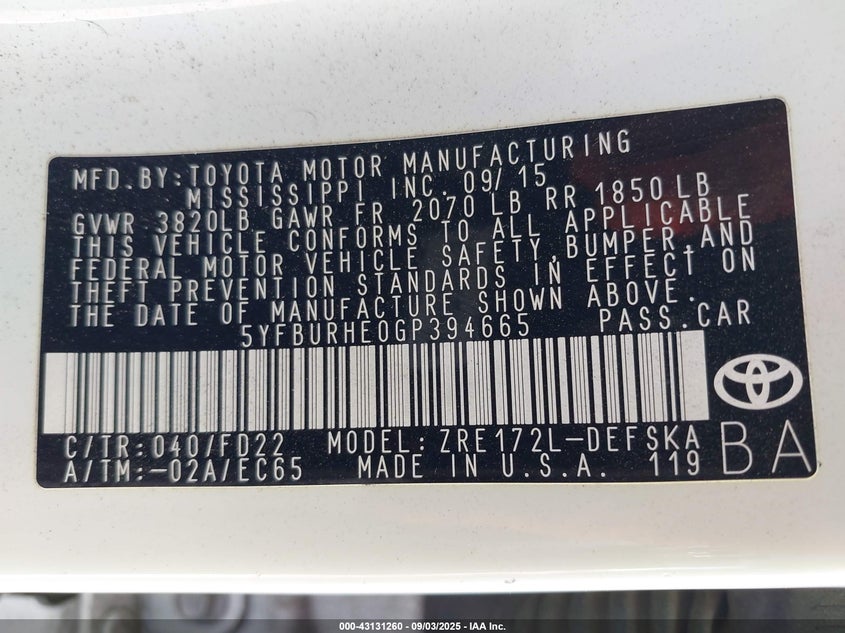 MFD.BY:TOYOTA MOTOR MANUFACTURING
MISSISSIPPI INC. 09/15
GVWR 3820LB GAWR FR 2070 LB RR 1850LB
THIS VEHICLE CONFORMS TO ALL APPLICABLE
FEDERAL MOTOR VEHICLE SAFETY,BUMPER,AND
THEFT PREVENTION STANDARDS IN EFFECT ON
THE DATE OF MANUFACTURE SHOWN ABOVE.
5YFBURHE0GP394665 PASS.CAR
C/TR:040/FD22 MODEL:ZRE172L-DEFSKA
A/TM:-02A/EC65 MADE IN U.S.A. 119
BA
000-43131260 - 09/03/2025 - IAA Inc.